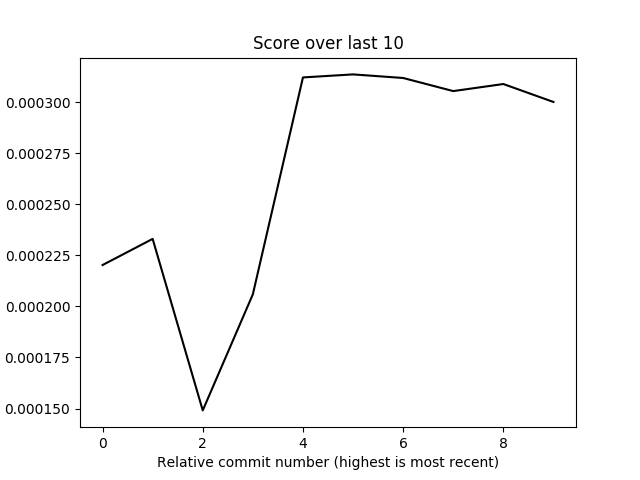 Score over last 10
0.000300
0.000275
0.000250
0.000225
0.000200
0.000175
0.000150
0 2 4 6 8
Relative commit number (highest is most recent)